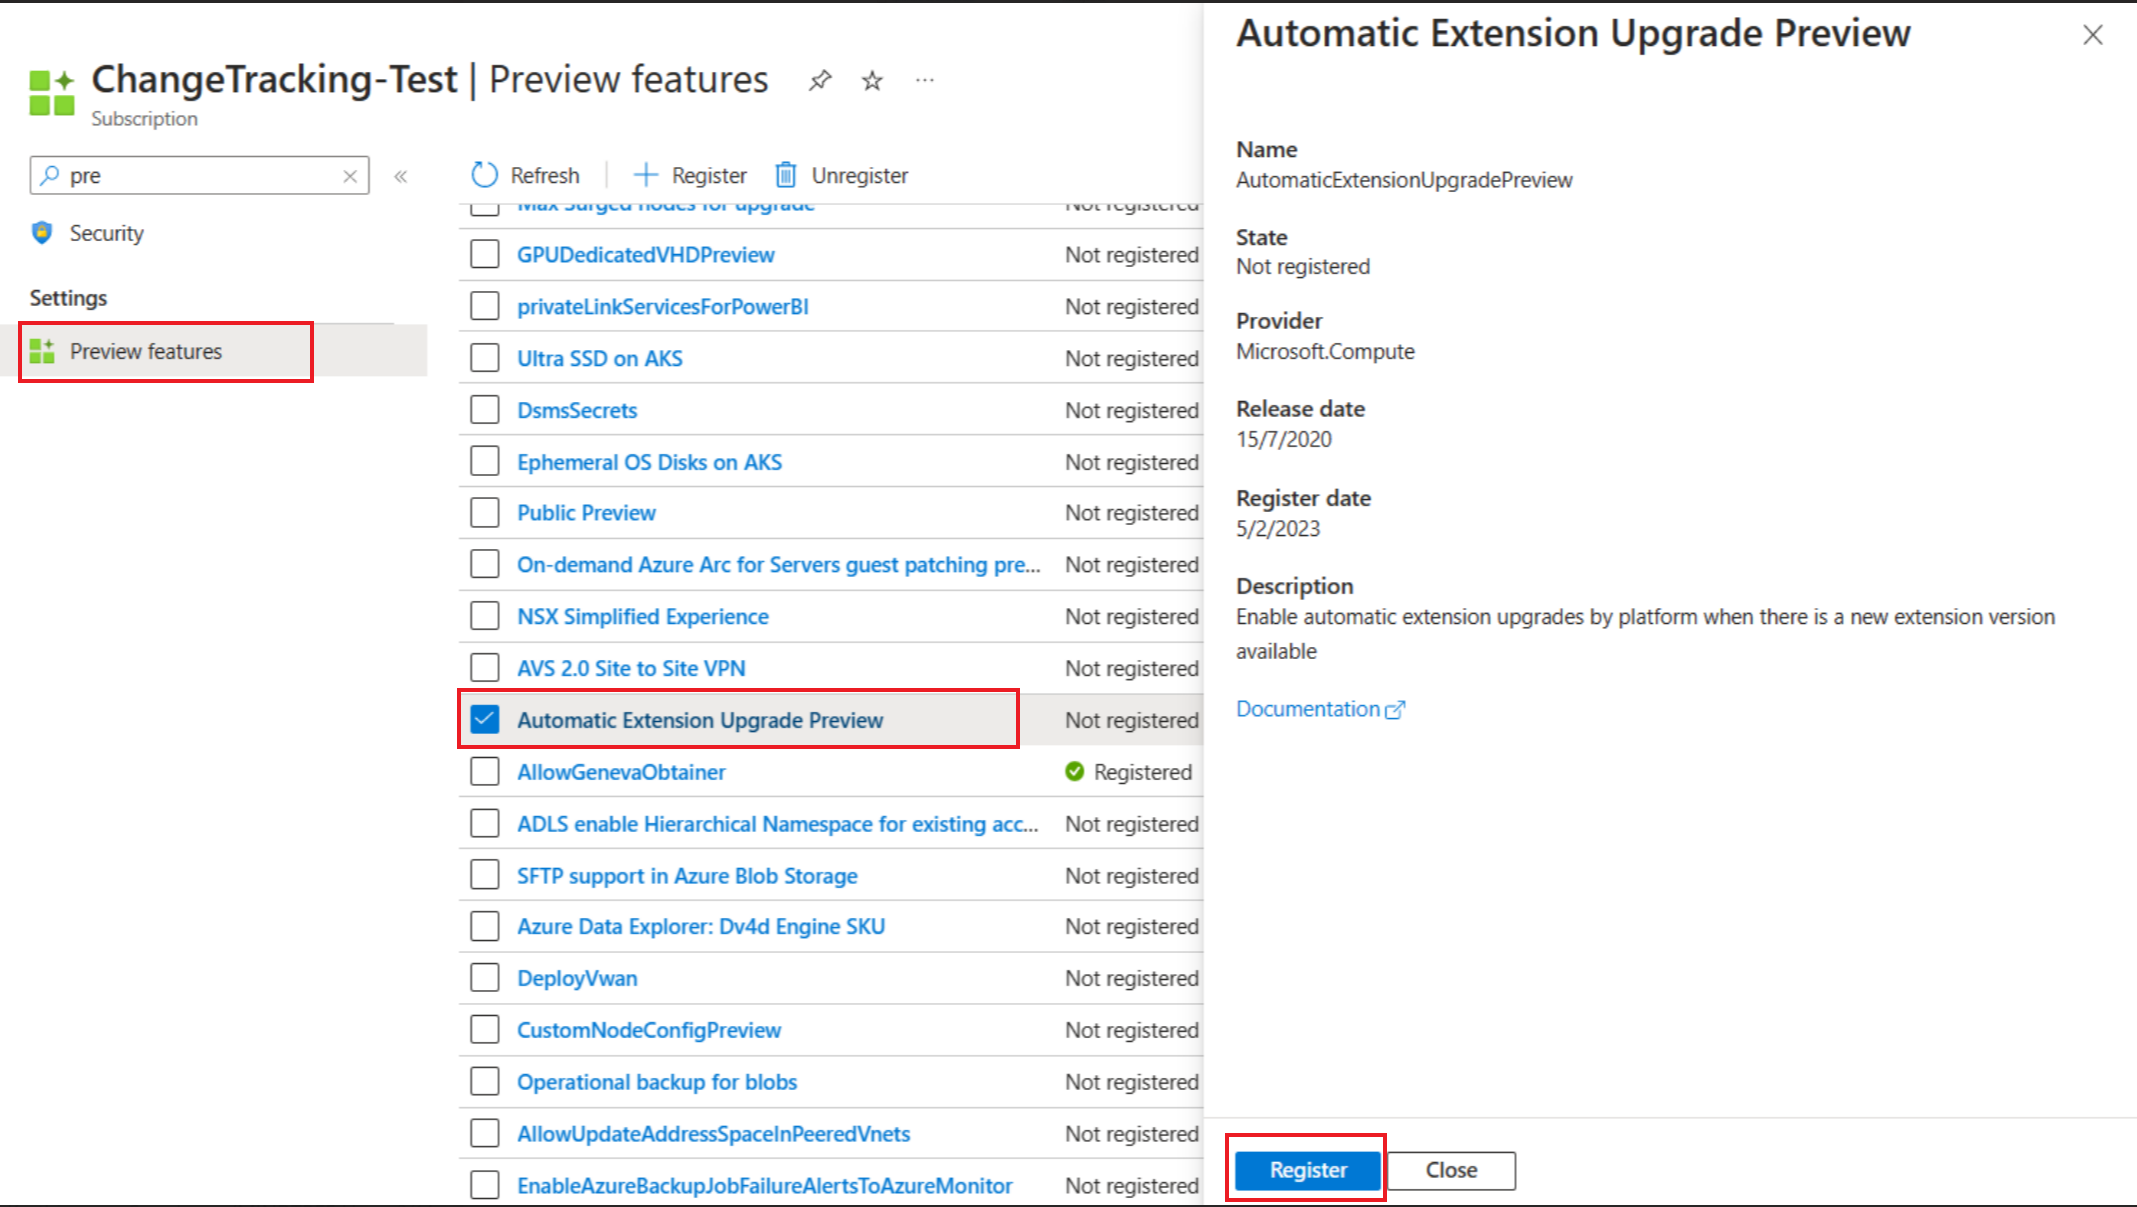 ChangeTracking-Test | Preview features
Subscription
pre
Security
Settings
Preview features
Refresh
Register
Unregister
Max Surged nodes for upgrade Not registered
GPUDedicatedVHDPreview Not registered
privateLinkServicesForPowerBI Not registered
Ultra SSD on AKS Not registered
DsmsSecrets Not registered
Ephemeral OS Disks on AKS Not registered
Public Preview Not registered
On-demand Azure Arc for Servers guest patching pre... Not registered
NSX Simplified Experience Not registered
AVS 2.0 Site to Site VPN Not registered
Automatic Extension Upgrade Preview Not registered
AllowGenevaObtainer Registered
ADLS enable Hierarchical Namespace for existing acc... Not registered
SFTP support in Azure Blob Storage Not registered
Azure Data Explorer: Dv4d Engine SKU Not registered
DeployVwan Not registered
CustomNodeConfigPreview Not registered
Operational backup for blobs Not registered
AllowUpdateAddressSpaceInPeeredVnets Not registered
EnableAzureBackupJobFailureAlertsToAzureMonitor Not registered
Automatic Extension Upgrade Preview
Name
AutomaticExtensionUpgradePreview
State
Not registered
Provider
Microsoft.Compute
Release date
15/7/2020
Register date
5/2/2023
Description
Enable automatic extension upgrades by platform when there is a new extension version
available
Documentation
Register
Close